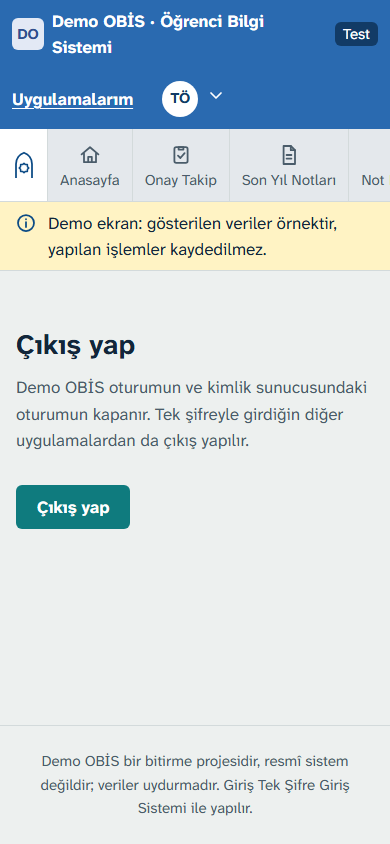 DO
Demo OBİS · Öğrenci Bilgi
Sistemi
Test
Uygulamalarım
TÖ
Anasayfa
Onay Takip
Son Yıl Notları
Not
Demo ekran: gösterilen veriler örnektir,
yapılan işlemler kaydedilmez.
Çıkış yap
Demo OBİS oturumun ve kimlik sunucusundaki
oturumun kapanır. Tek şifreyle girdiğin diğer
uygulamalardan da çıkış yapılır.
Çıkış yap
Demo OBİS bir bitirme projesidir, resmî sistem
değildir; veriler uydurmadır. Giriş Tek Şifre Giriş
Sistemi ile yapılır.